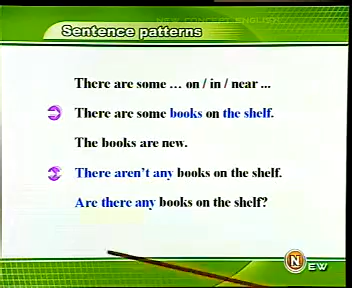 NEW CONCEPT ENGLISH
Sentence patterns
There are some ... on / in / near ...
There are some books on the shelf.
The books are new.
There aren't any books on the shelf.
Are there any books on the shelf?
NEW